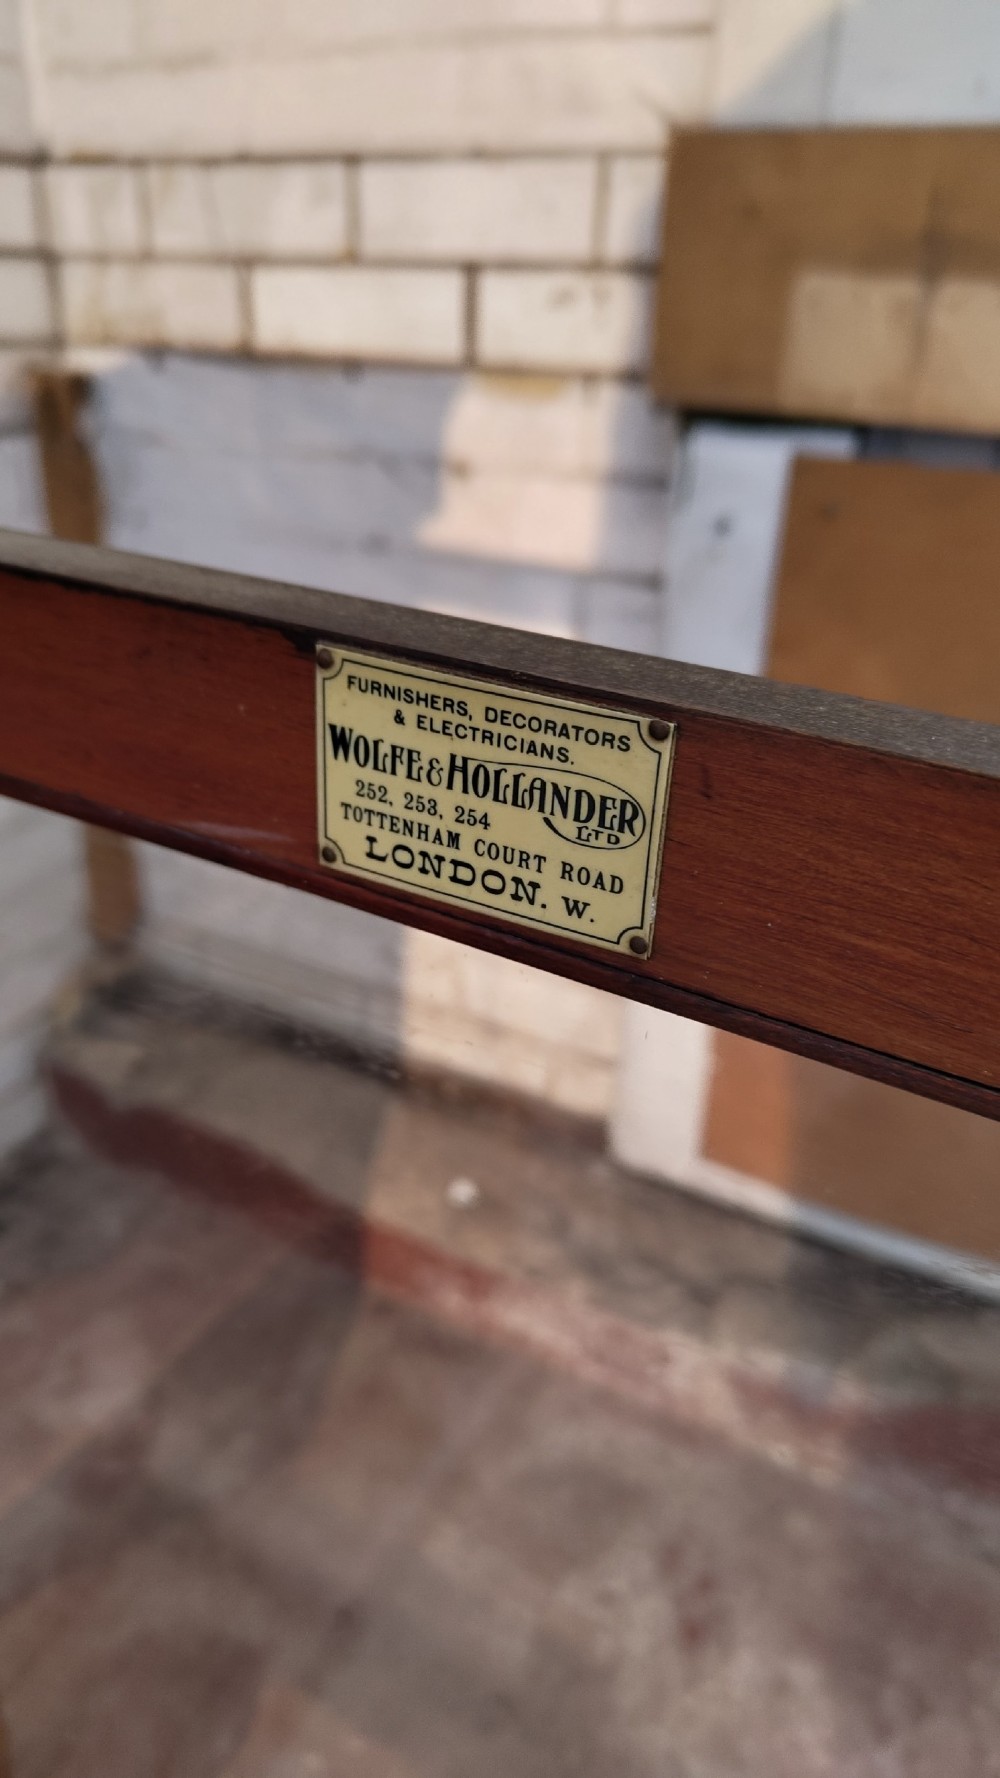 FURNISHERS, DECORATORS
& ELECTRICIANS.
WOLFE & HOLLANDER
LTD
252, 253, 254
TOTTENHAM COURT ROAD
LONDON. W.